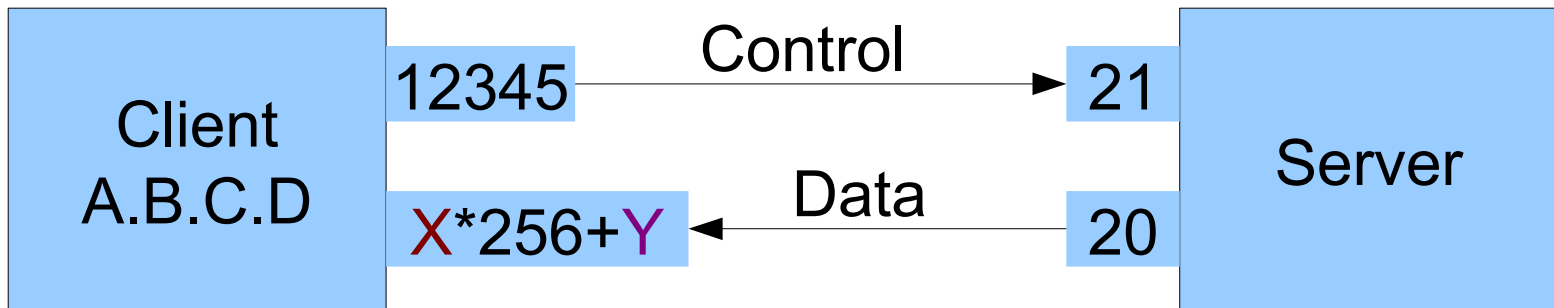 Client
A.B.C.D
12345
Control
21
X*256+Y
Data
20
Server